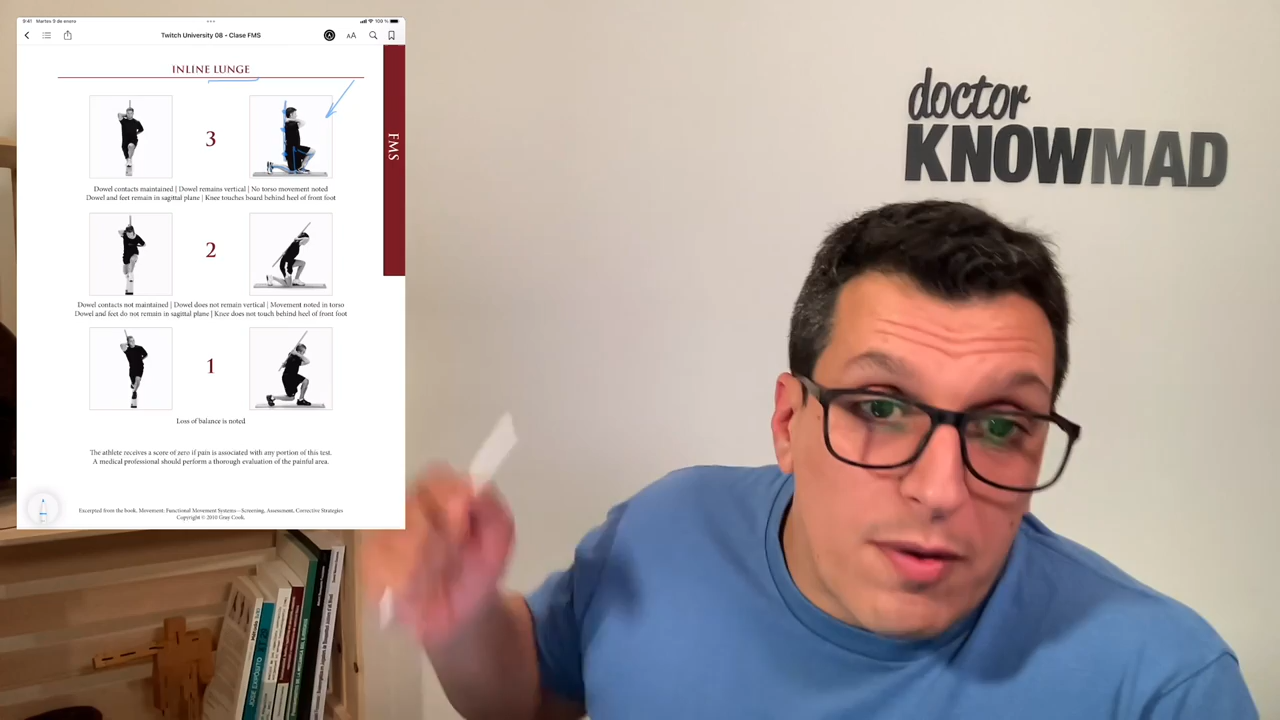 9:41 Martes 9 de enero
100 %
Twitch University 08 • Clase FMS
AA
INLINE LUNGE
FMS
3
Dowel contacts maintained | Dowel remains vertical | No torso movement noted
Dowel and feet remain in sagittal plane | Knee touches board behind heel of front foot
2
Dowel contacts not maintained | Dowel does not remain vertical | Movement noted in torso
Dowel and feet do not remain in sagittal plane | Knee does not touch behind heel of front foot
1
Loss of balance is noted
The athlete receives a score of zero if pain is associated with any portion of this test.
A medical professional should perform a thorough evaluation of the painful area.
Excerpted from the book, Movement: Functional Movement Systems—Screening, Assessment, Corrective Strategies
Copyright © 2010 Gray Cook.
doctor
KNOWMAD